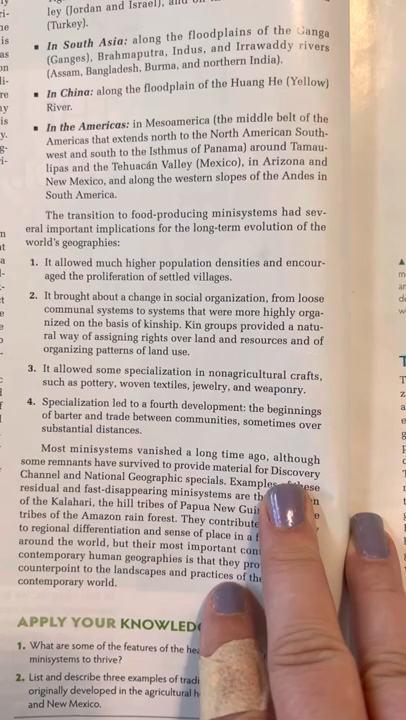 ley (Jordan and Israel), and on
(Turkey).
▪ In South Asia: along the floodplains of the Ganga
(Ganges), Brahmaputra, Indus, and Irrawaddy rivers
(Assam, Bangladesh, Burma, and northern India).
▪ In China: along the floodplain of the Huang He (Yellow)
River.
▪ In the Americas: in Mesoamerica (the middle belt of the
Americas that extends north to the North American South-
west and south to the Isthmus of Panama) around Tamau-
lipas and the Tehuacán Valley (Mexico), in Arizona and
New Mexico, and along the western slopes of the Andes in
South America.
The transition to food-producing minisystems had sev-
eral important implications for the long-term evolution of the
world's geographies:
1. It allowed much higher population densities and encour-
aged the proliferation of settled villages.
2. It brought about a change in social organization, from loose
communal systems to systems that were more highly orga-
nized on the basis of kinship. Kin groups provided a natu-
ral way of assigning rights over land and resources and of
organizing patterns of land use.
3. It allowed some specialization in nonagricultural crafts,
such as pottery, woven textiles, jewelry, and weaponry.
4. Specialization led to a fourth development: the beginnings
of barter and trade between communities, sometimes over
substantial distances.
Most minisystems vanished a long time ago, although
some remnants have survived to provide material for Discovery
Channel and National Geographic specials. Examples of these
residual and fast-disappearing minisystems are the
of the Kalahari, the hill tribes of Papua New Gui
tribes of the Amazon rain forest. They contribute
to regional differentiation and sense of place in a
around the world, but their most important con
contemporary human geographies is that they pro
counterpoint to the landscapes and practices of the
contemporary world.
APPLY YOUR KNOWLED
1. What are some of the features of the hea
minisystems to thrive?
2. List and describe three examples of tradi
originally developed in the agricultural h
and New Mexico.